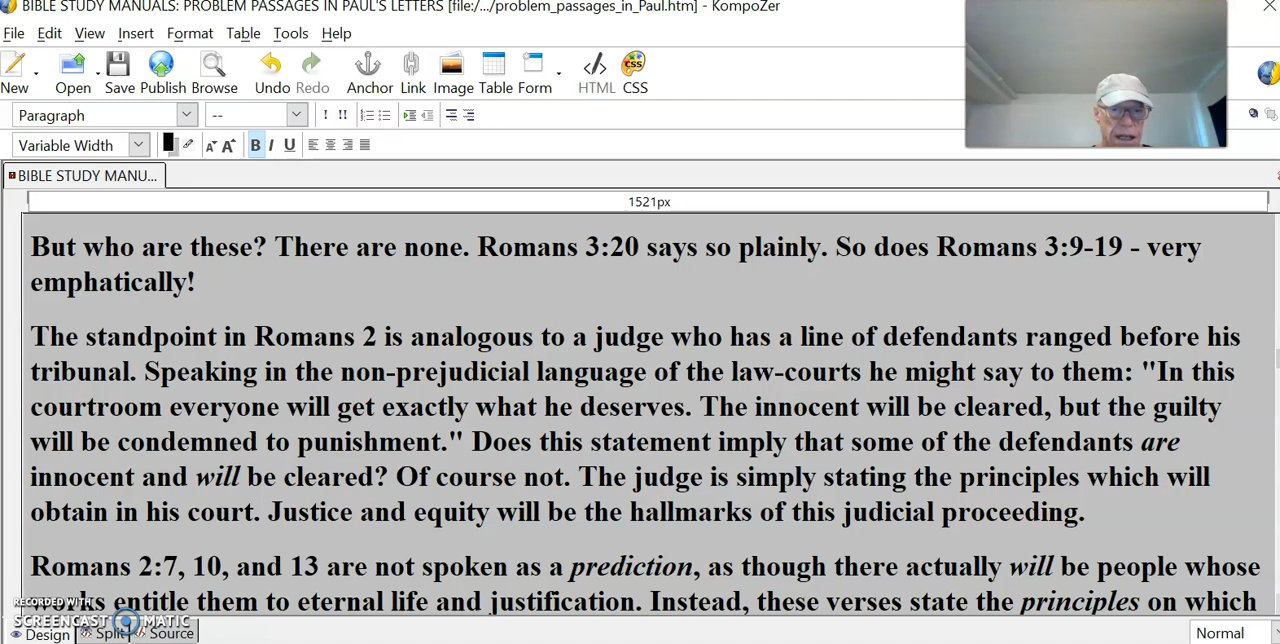 BIBLE STUDY MANUALS: PROBLEM PASSAGES IN PAUL'S LETTERS [file:/.../problem_passages_in_Paul.htm] - KompoZer
File Edit View Insert Format Table Tools Help
New Open Save Publish Browse Undo Redo Anchor Link Image Table Form HTML CSS
Paragraph -- ! !!
Variable Width B I U
BIBLE STUDY MANU...
1521px
But who are these? There are none. Romans 3:20 says so plainly. So does Romans 3:9-19 - very
emphatically!
The standpoint in Romans 2 is analogous to a judge who has a line of defendants ranged before his
tribunal. Speaking in the non-prejudicial language of the law-courts he might say to them: "In this
courtroom everyone will get exactly what he deserves. The innocent will be cleared, but the guilty
will be condemned to punishment." Does this statement imply that some of the defendants are
innocent and will be cleared? Of course not. The judge is simply stating the principles which will
obtain in his court. Justice and equity will be the hallmarks of this judicial proceeding.
Romans 2:7, 10, and 13 are not spoken as a prediction, as though there actually will be people whose
works entitle them to eternal life and justification. Instead, these verses state the principles on which
RECORDED WITH
SCREENCAST MATIC
Design Split Source Normal